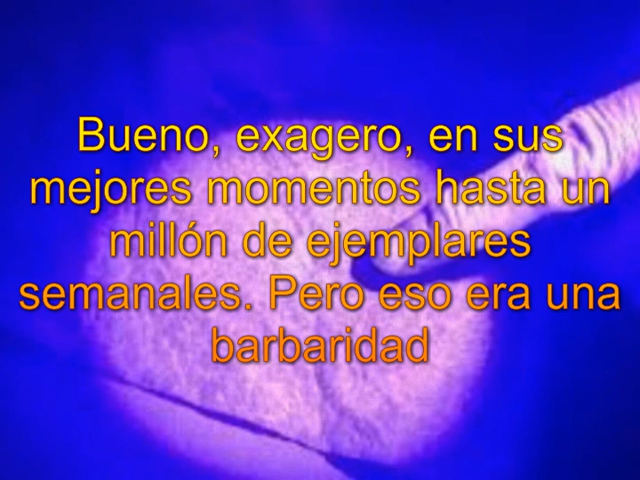 Bueno, exagero, en sus
mejores momentos hasta un
millón de ejemplares
semanales. Pero eso era una
barbaridad